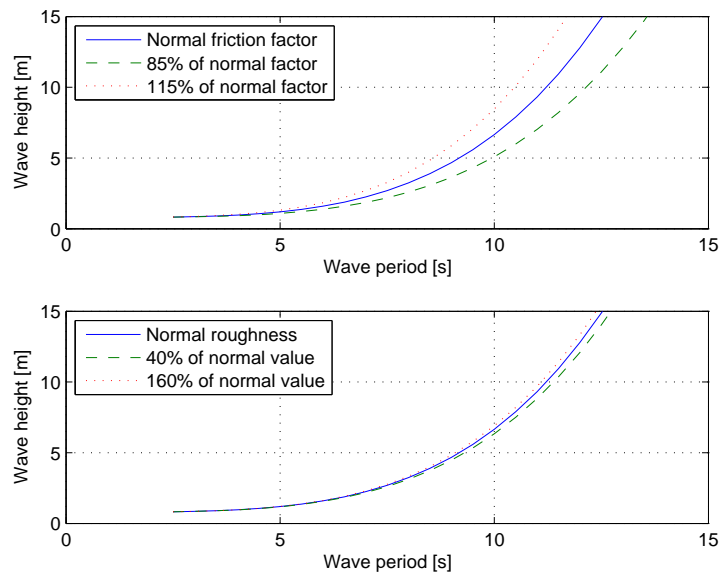 15
10
5
0
Wave height [m]
Normal friction factor
85% of normal factor
115% of normal factor
0
5
10
15
Wave period [s]
15
10
5
0
Wave height [m]
Normal roughness
40% of normal value
160% of normal value
0
5
10
15
Wave period [s]